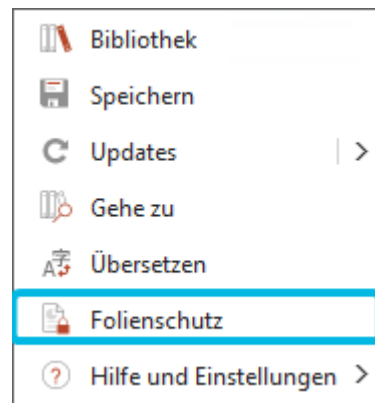 Bibliothek
Speichern
Updates
Gehe zu
Übersetzen
Folienschutz
Hilfe und Einstellungen